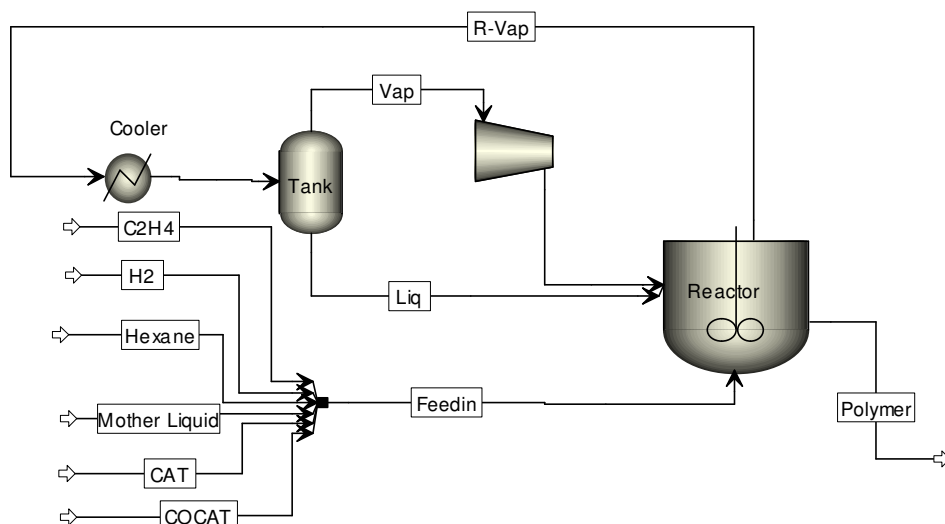 R-Vap
Vap
Cooler
Tank
C2H4
H2
Liq
Reactor
Hexane
Feedin
Mother Liquid
Polymer
CAT
COCAT